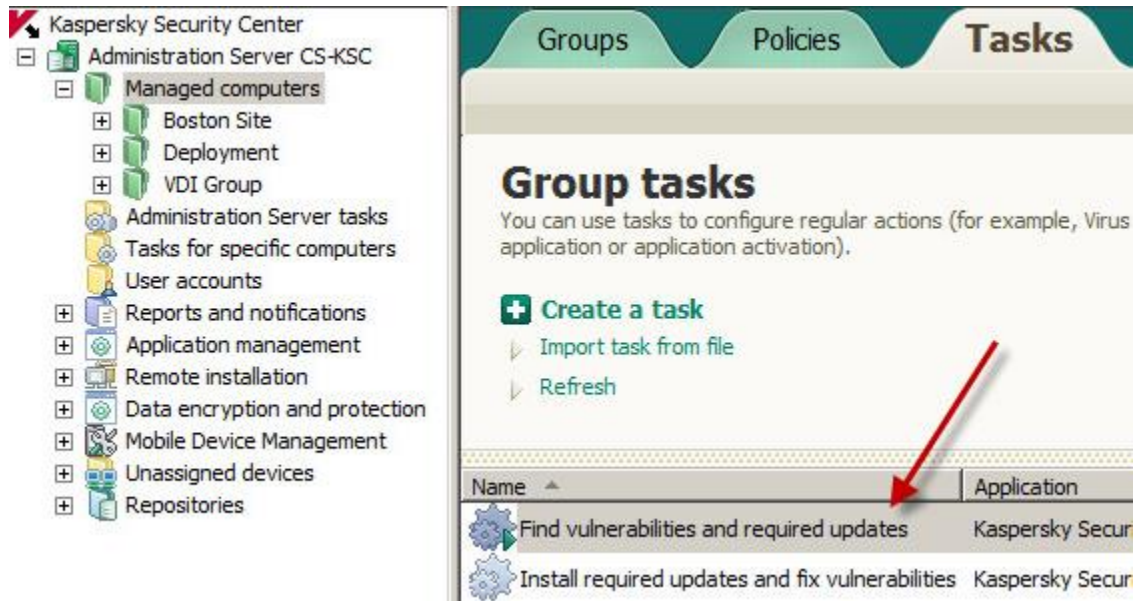 Kaspersky Security Center
Administration Server CS-KSC
Managed computers
Boston Site
Deployment
VDI Group
Administration Server tasks
Tasks for specific computers
User accounts
Reports and notifications
Application management
Remote installation
Data encryption and protection
Mobile Device Management
Unassigned devices
Repositories
Groups Policies Tasks
Group tasks
You can use tasks to configure regular actions (for example, Virus
application or application activation).
Create a task
Import task from file
Refresh
Name Application
Find vulnerabilities and required updates Kaspersky Securi
Install required updates and fix vulnerabilities Kaspersky Securi